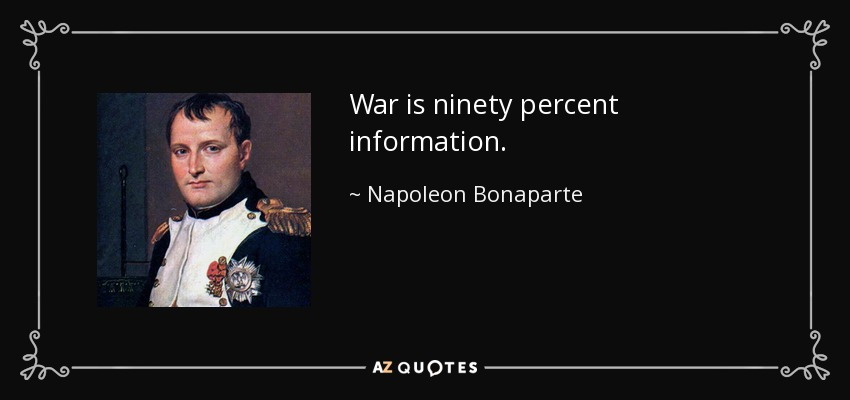 War is ninety percent
information.
~ Napoleon Bonaparte
AZ QUOTES